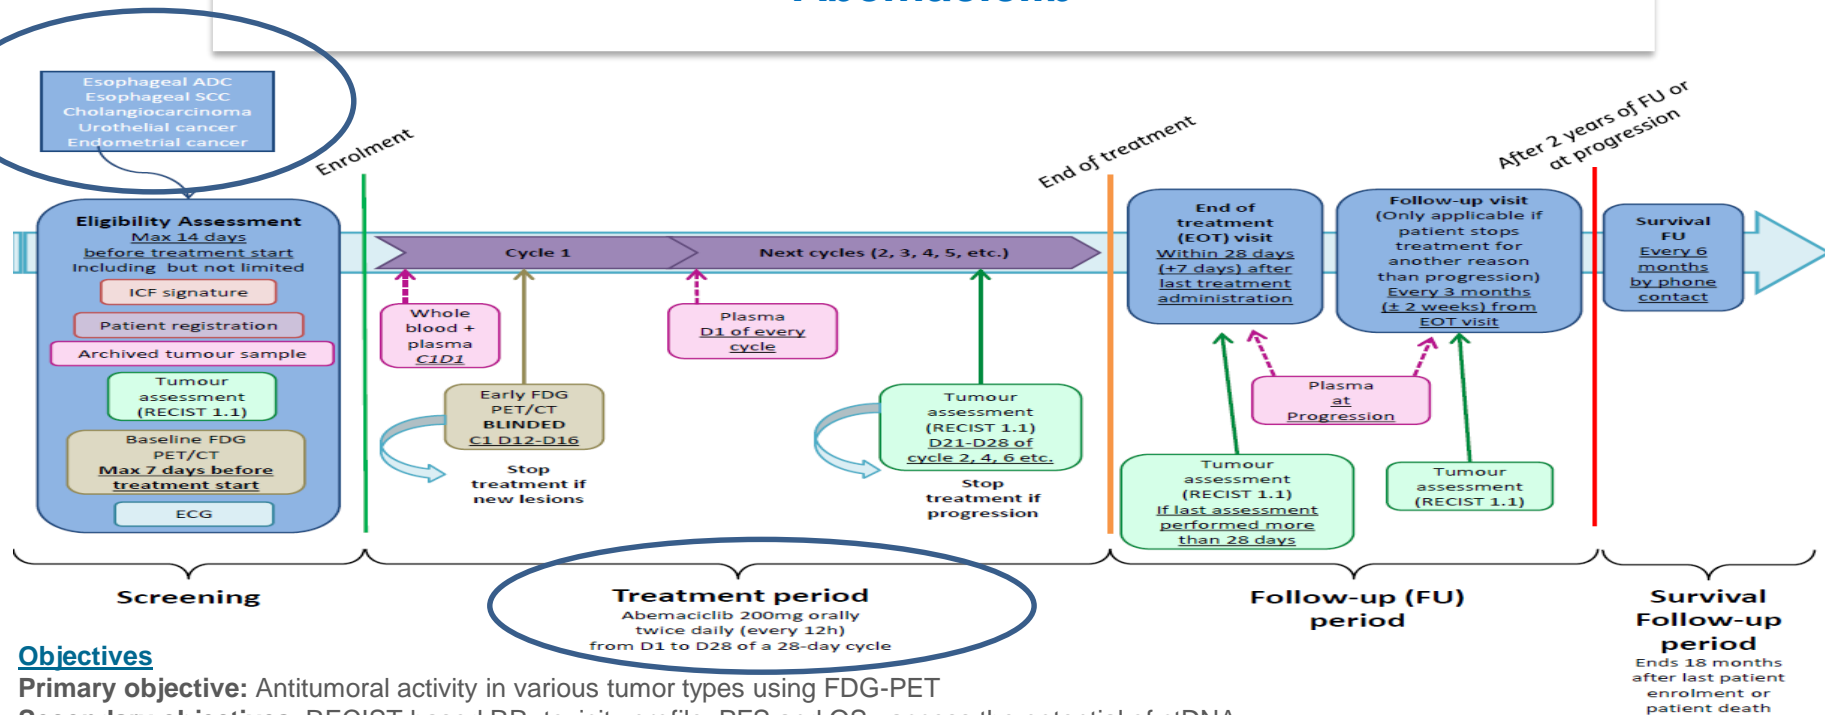 Esophageal ADC
Esophageal SCC
Cholangiocarcinoma
Urothelial cancer
Endometrial cancer
Enrolment
End of treatment
After 2 years of FU or
at progression
Eligibility Assessment
Max 14 days
before treatment start
Including but not limited
ICF signature
Patient registration
Archived tumour sample
Tumour
assessment
(RECIST 1.1)
Baseline FDG
PET/CT
Max 7 days before
treatment start
ECG
Cycle 1
Next cycles (2, 3, 4, 5, etc.)
Whole
blood +
plasma
C1D1
Early FDG
PET/CT
BLINDED
C1 D12-D16
Stop
treatment if
new lesions
Plasma
D1 of every
cycle
Tumour
assessment
(RECIST 1.1)
D21-D28 of
cycle 2, 4, 6 etc.
Stop
treatment if
progression
End of
treatment
(EOT) visit
Within 28 days
(+7 days) after
last treatment
administration
Follow-up visit
(Only applicable if
patient stops
treatment for
another reason
than progression)
Every 3 months
(± 2 weeks) from
EOT visit
Survival
FU
Every 6
months
by phone
contact
Plasma
at
Progression
Tumour
assessment
(RECIST 1.1)
If last assessment
performed more
than 28 days
Tumour
assessment
(RECIST 1.1)
Screening
Treatment period
Abemaciclib 200mg orally
twice daily (every 12h)
from D1 to D28 of a 28-day cycle
Follow-up (FU)
period
Survival
Follow-up
period
Ends 18 months
after last patient
enrolment or
patient death
Objectives
Primary objective: Antitumoral activity in various tumor types using FDG-PET